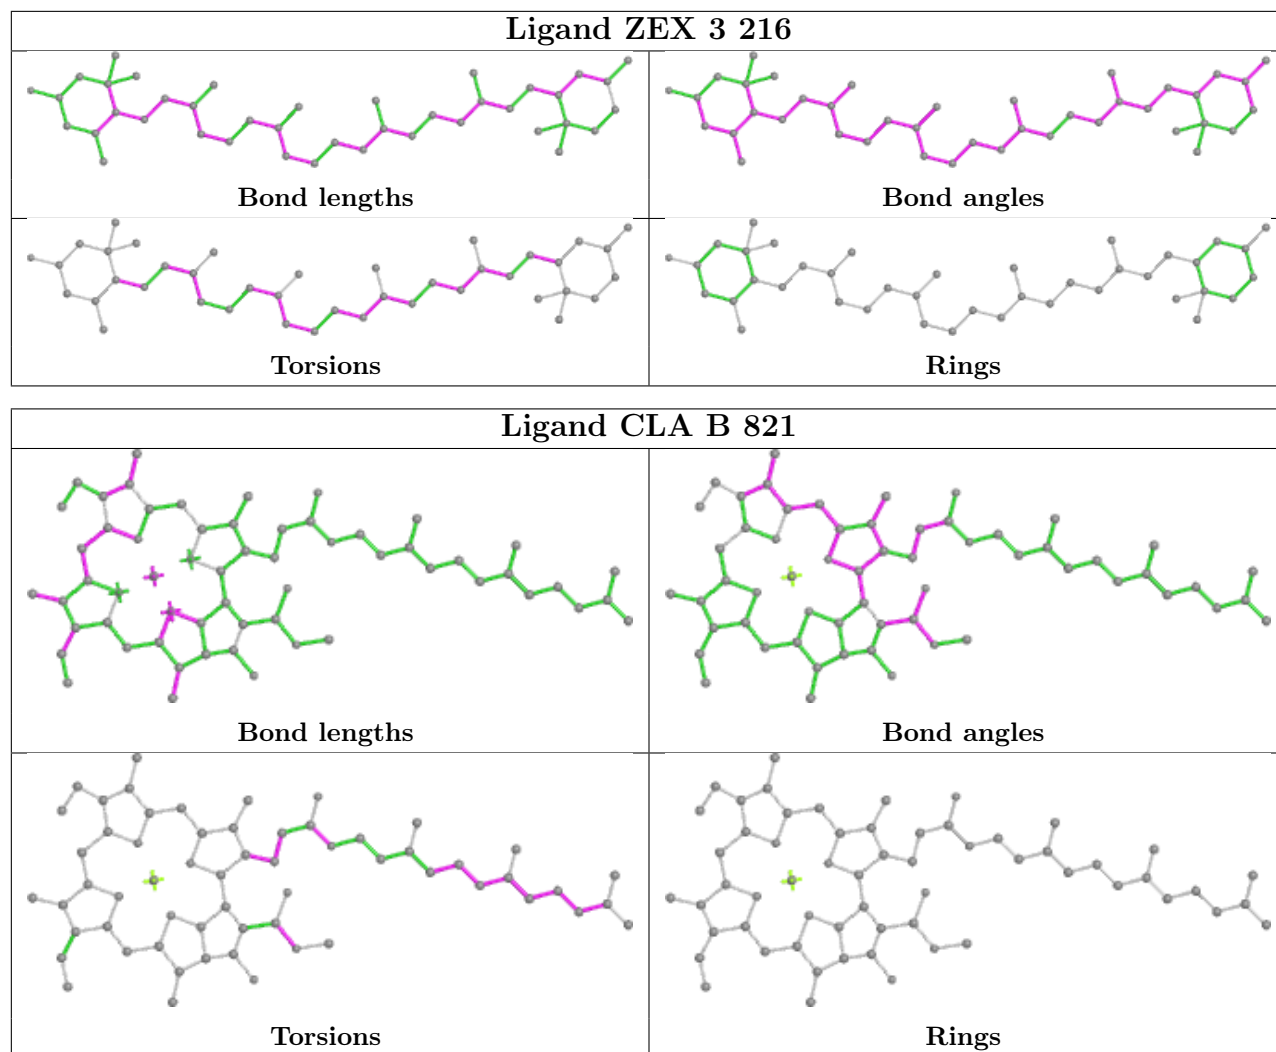 Ligand ZEX 3 216
Bond lengths
Bond angles
Torsions
Rings
Ligand CLA B 821
Bond lengths
Bond angles
Torsions
Rings